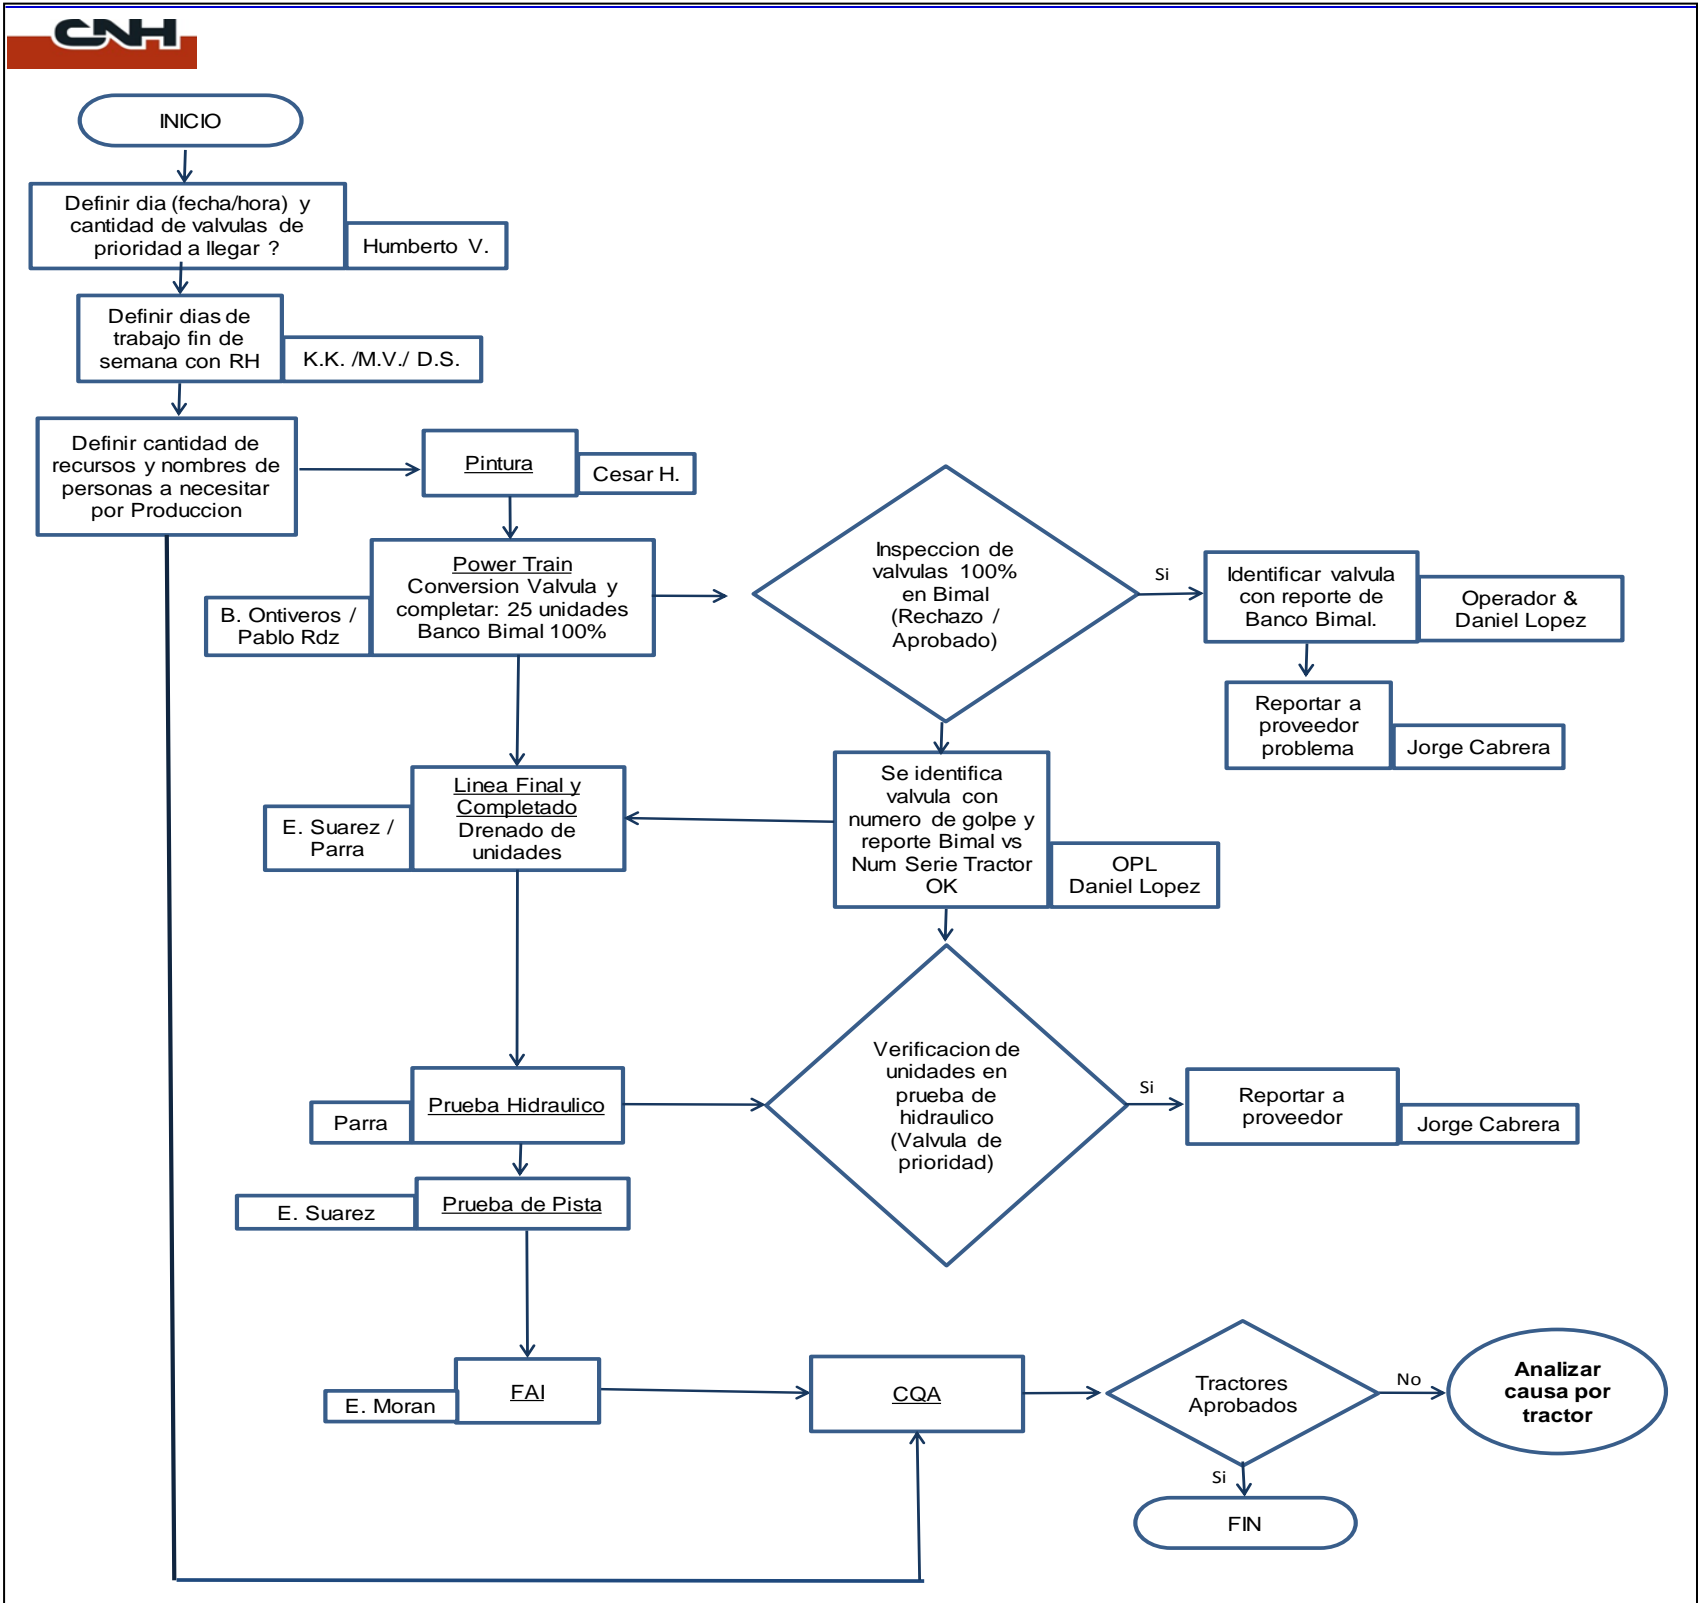 CNH
INICIO
Definir dia (fecha/hora) y
cantidad de valvulas de
prioridad a llegar ?
Humberto V.
Definir dias de
trabajo fin de
semana con RH
K.K. /M.V./ D.S.
Definir cantidad de
recursos y nombres de
personas a necesitar
por Produccion
Pintura
Cesar H.
Power Train
Conversion Valvula y
completar: 25 unidades
Banco Bimal 100%
B. Ontiveros /
Pablo Rdz
Inspeccion de
valvulas 100%
en Bimal
(Rechazo /
Aprobado)
Si
Identificar valvula
con reporte de
Banco Bimal.
Operador &
Daniel Lopez
Reportar a
proveedor
problema
Jorge Cabrera
Linea Final y
Completado
Drenado de
unidades
E. Suarez /
Parra
Se identifica
valvula con
numero de golpe y
reporte Bimal vs
Num Serie Tractor
OK
OPL
Daniel Lopez
Prueba Hidraulico
Parra
Verificacion de
unidades en
prueba de
hidraulico
(Valvula de
prioridad)
Si
Reportar a
proveedor
Jorge Cabrera
Prueba de Pista
E. Suarez
FAI
E. Moran
CQA
Tractores
Aprobados
No
Analizar
causa por
tractor
Si
FIN